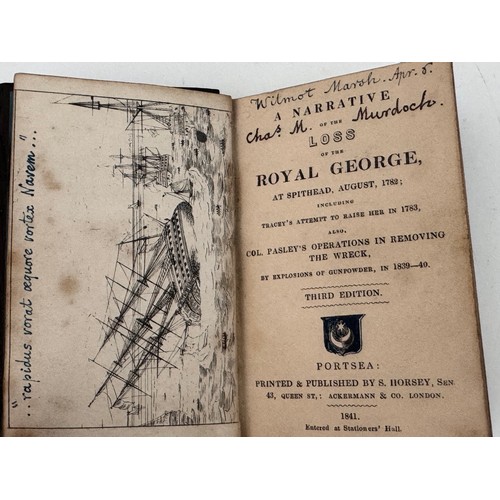 "..rapidus vorat æquore vortex Navem"...
Wilmot Marsh. Apr. 6.
A NARRATIVE
OF THE
Chas. M. Murdoch.
LOSS
OF THE
ROYAL GEORGE,
AT SPITHEAD, AUGUST, 1782;
INCLUDING
TRACEY'S ATTEMPT TO RAISE HER IN 1783,
ALSO,
COL. PASLEY'S OPERATIONS IN REMOVING
THE WRECK,
BY EXPLOSIONS OF GUNPOWDER, IN 1839—40.
THIRD EDITION.
PORTSEA:
PRINTED & PUBLISHED BY S. HORSEY, SEN
43, QUEEN ST,: ACKERMANN & CO. LONDON.
1841.
Entered at Stationers' Hall.